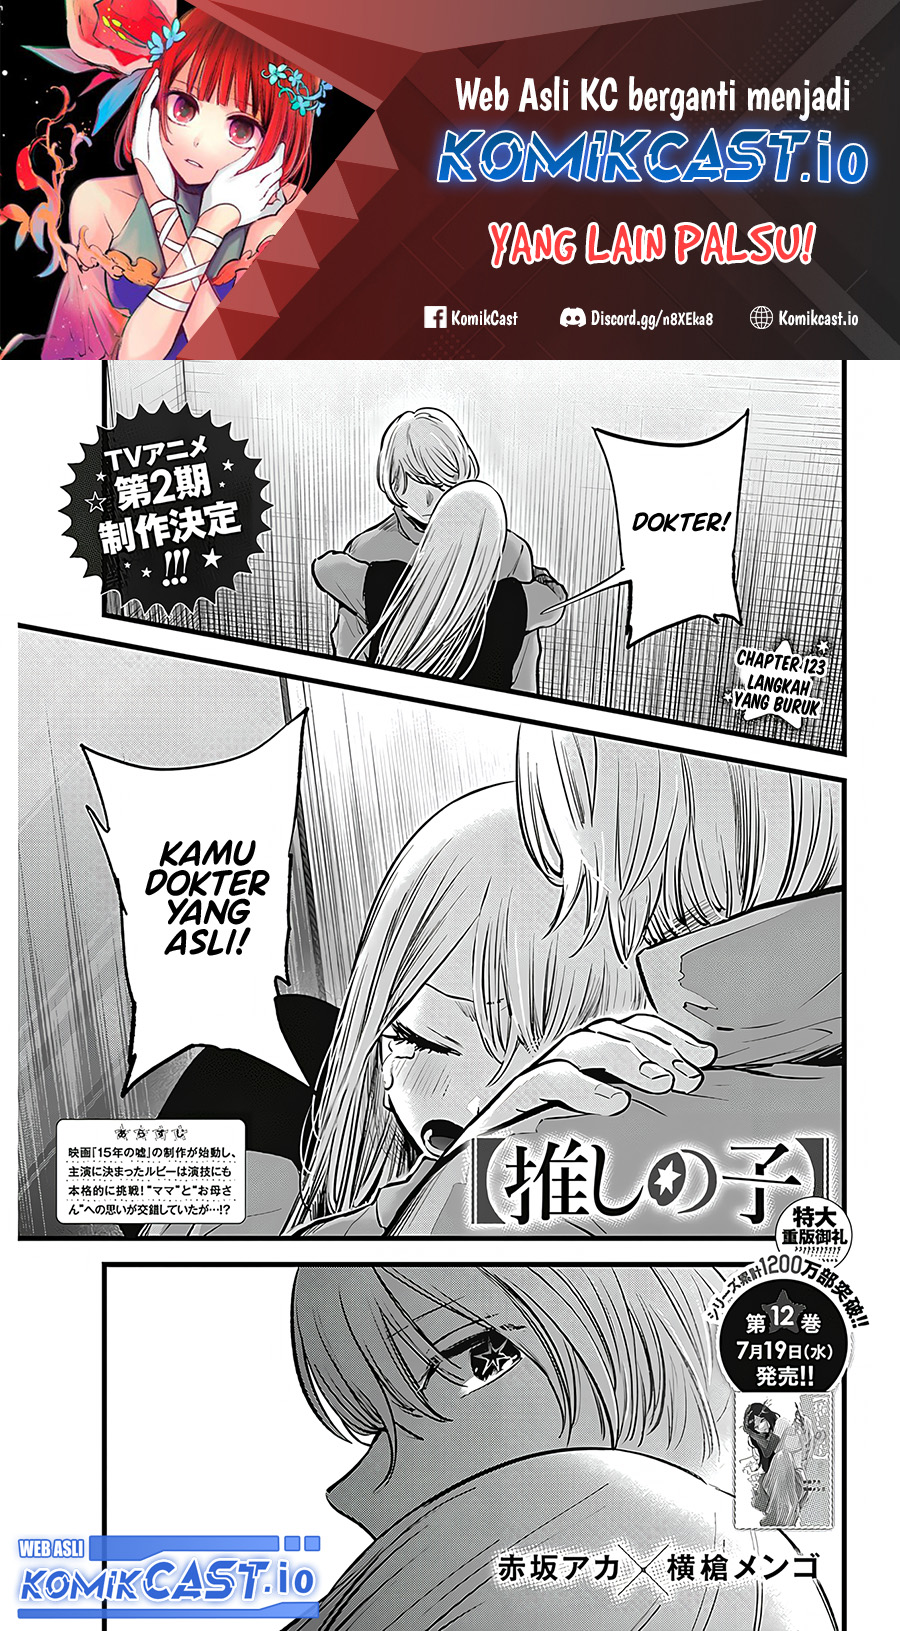 Web Asli KC berganti menjadi
KOMIKCAST.io
YANG LAIN PALSU!
KomikCast
Discord.gg/n8XEka8
Komikcast.io
TVアニメ
第2期
制作決定
!!!
DOKTER!
CHAPTER 123
LANGKAH
YANG BURUK
KAMU
DOKTER
YANG
ASLI!
あらすじ
映画「15年の嘘」の制作が始動し、
主演に決まったルビーは演技にも
本格的に挑戦!“ママ”と“お母さ
ん”への思いが交錯していたが…!?
【推しの子】
特大
重版御礼
!!!!!!!!!!
シリーズ累計1200万部突破!!
第12巻
7月19日(水)
発売!!
赤坂アカ×横槍メンゴ
WEB ASLI
KOMIKCAST.io